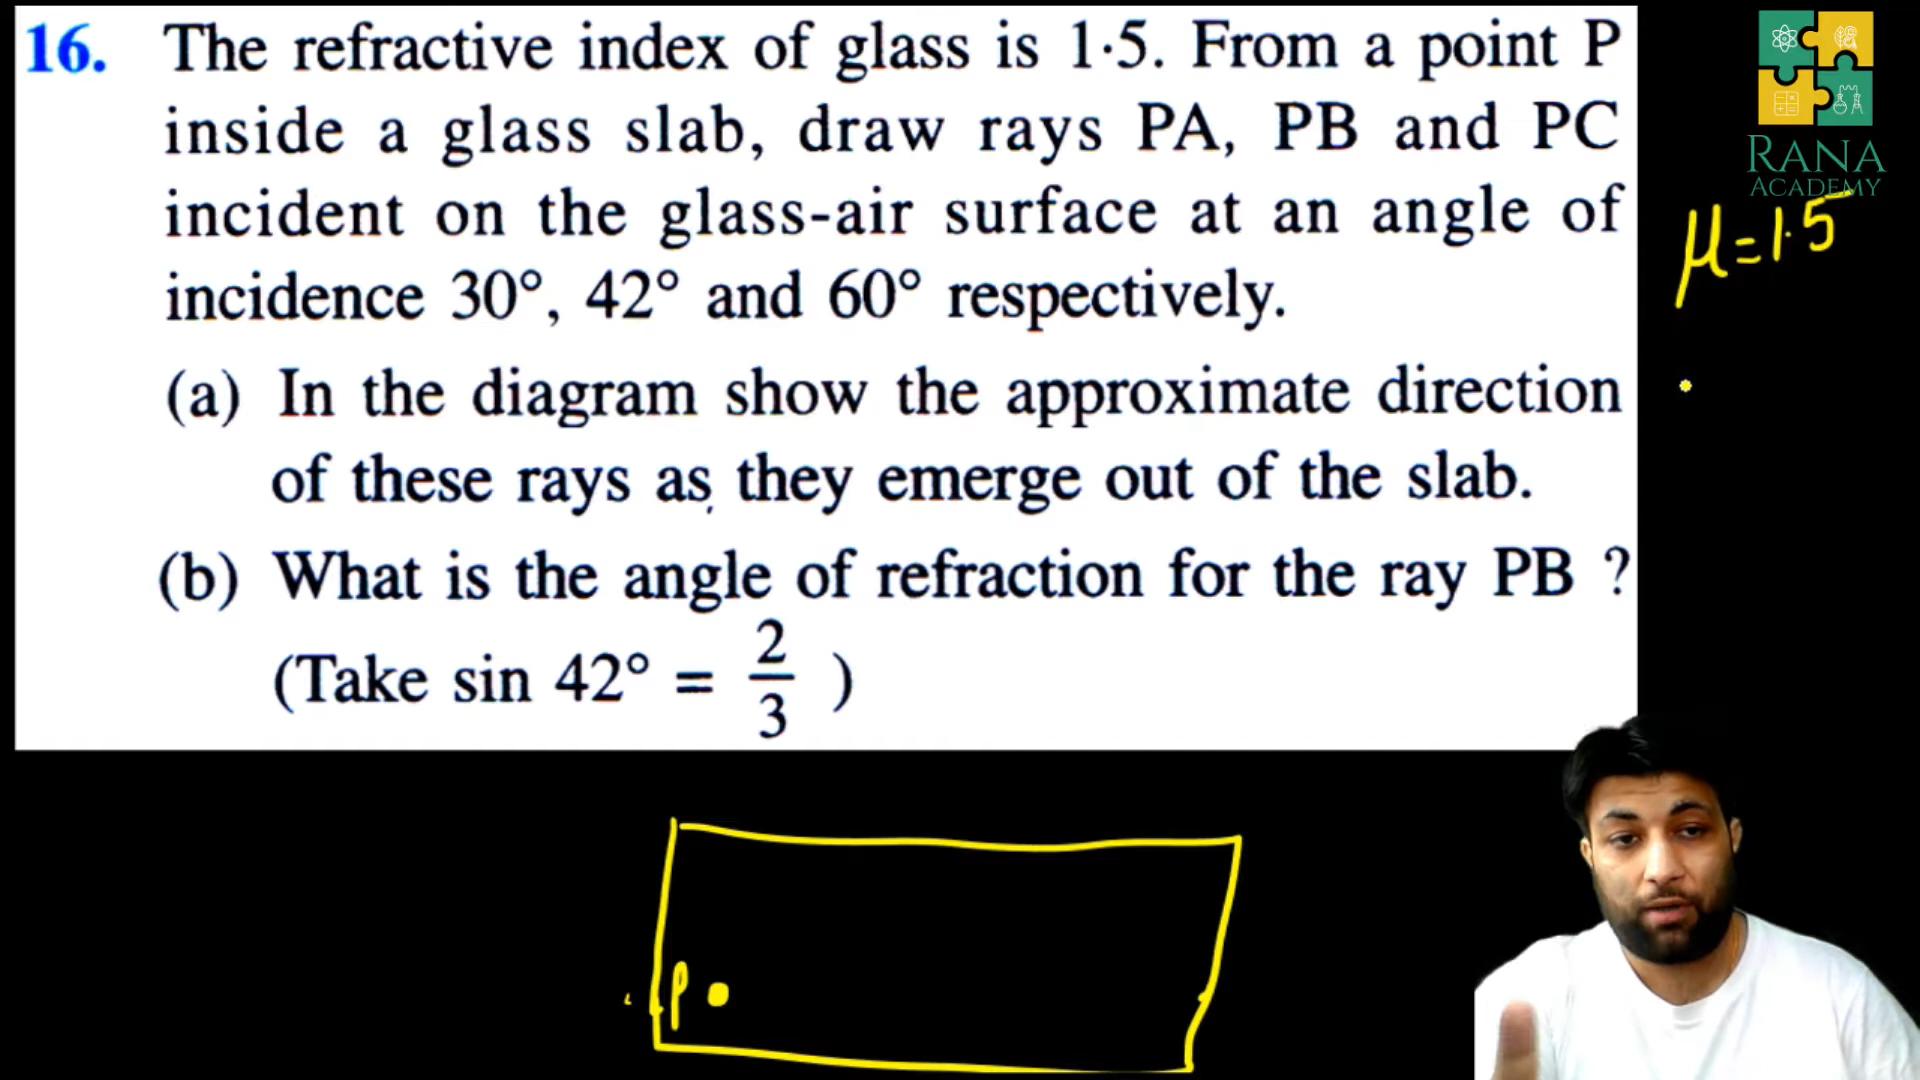 16. The refractive index of glass is 1·5. From a point P
inside a glass slab, draw rays PA, PB and PC
incident on the glass-air surface at an angle of
incidence 30°, 42° and 60° respectively.
(a) In the diagram show the approximate direction
of these rays as they emerge out of the slab.
(b) What is the angle of refraction for the ray PB ?
(Take sin 42° = 2/3 )
RANA
ACADEMY
μ=1·5
P